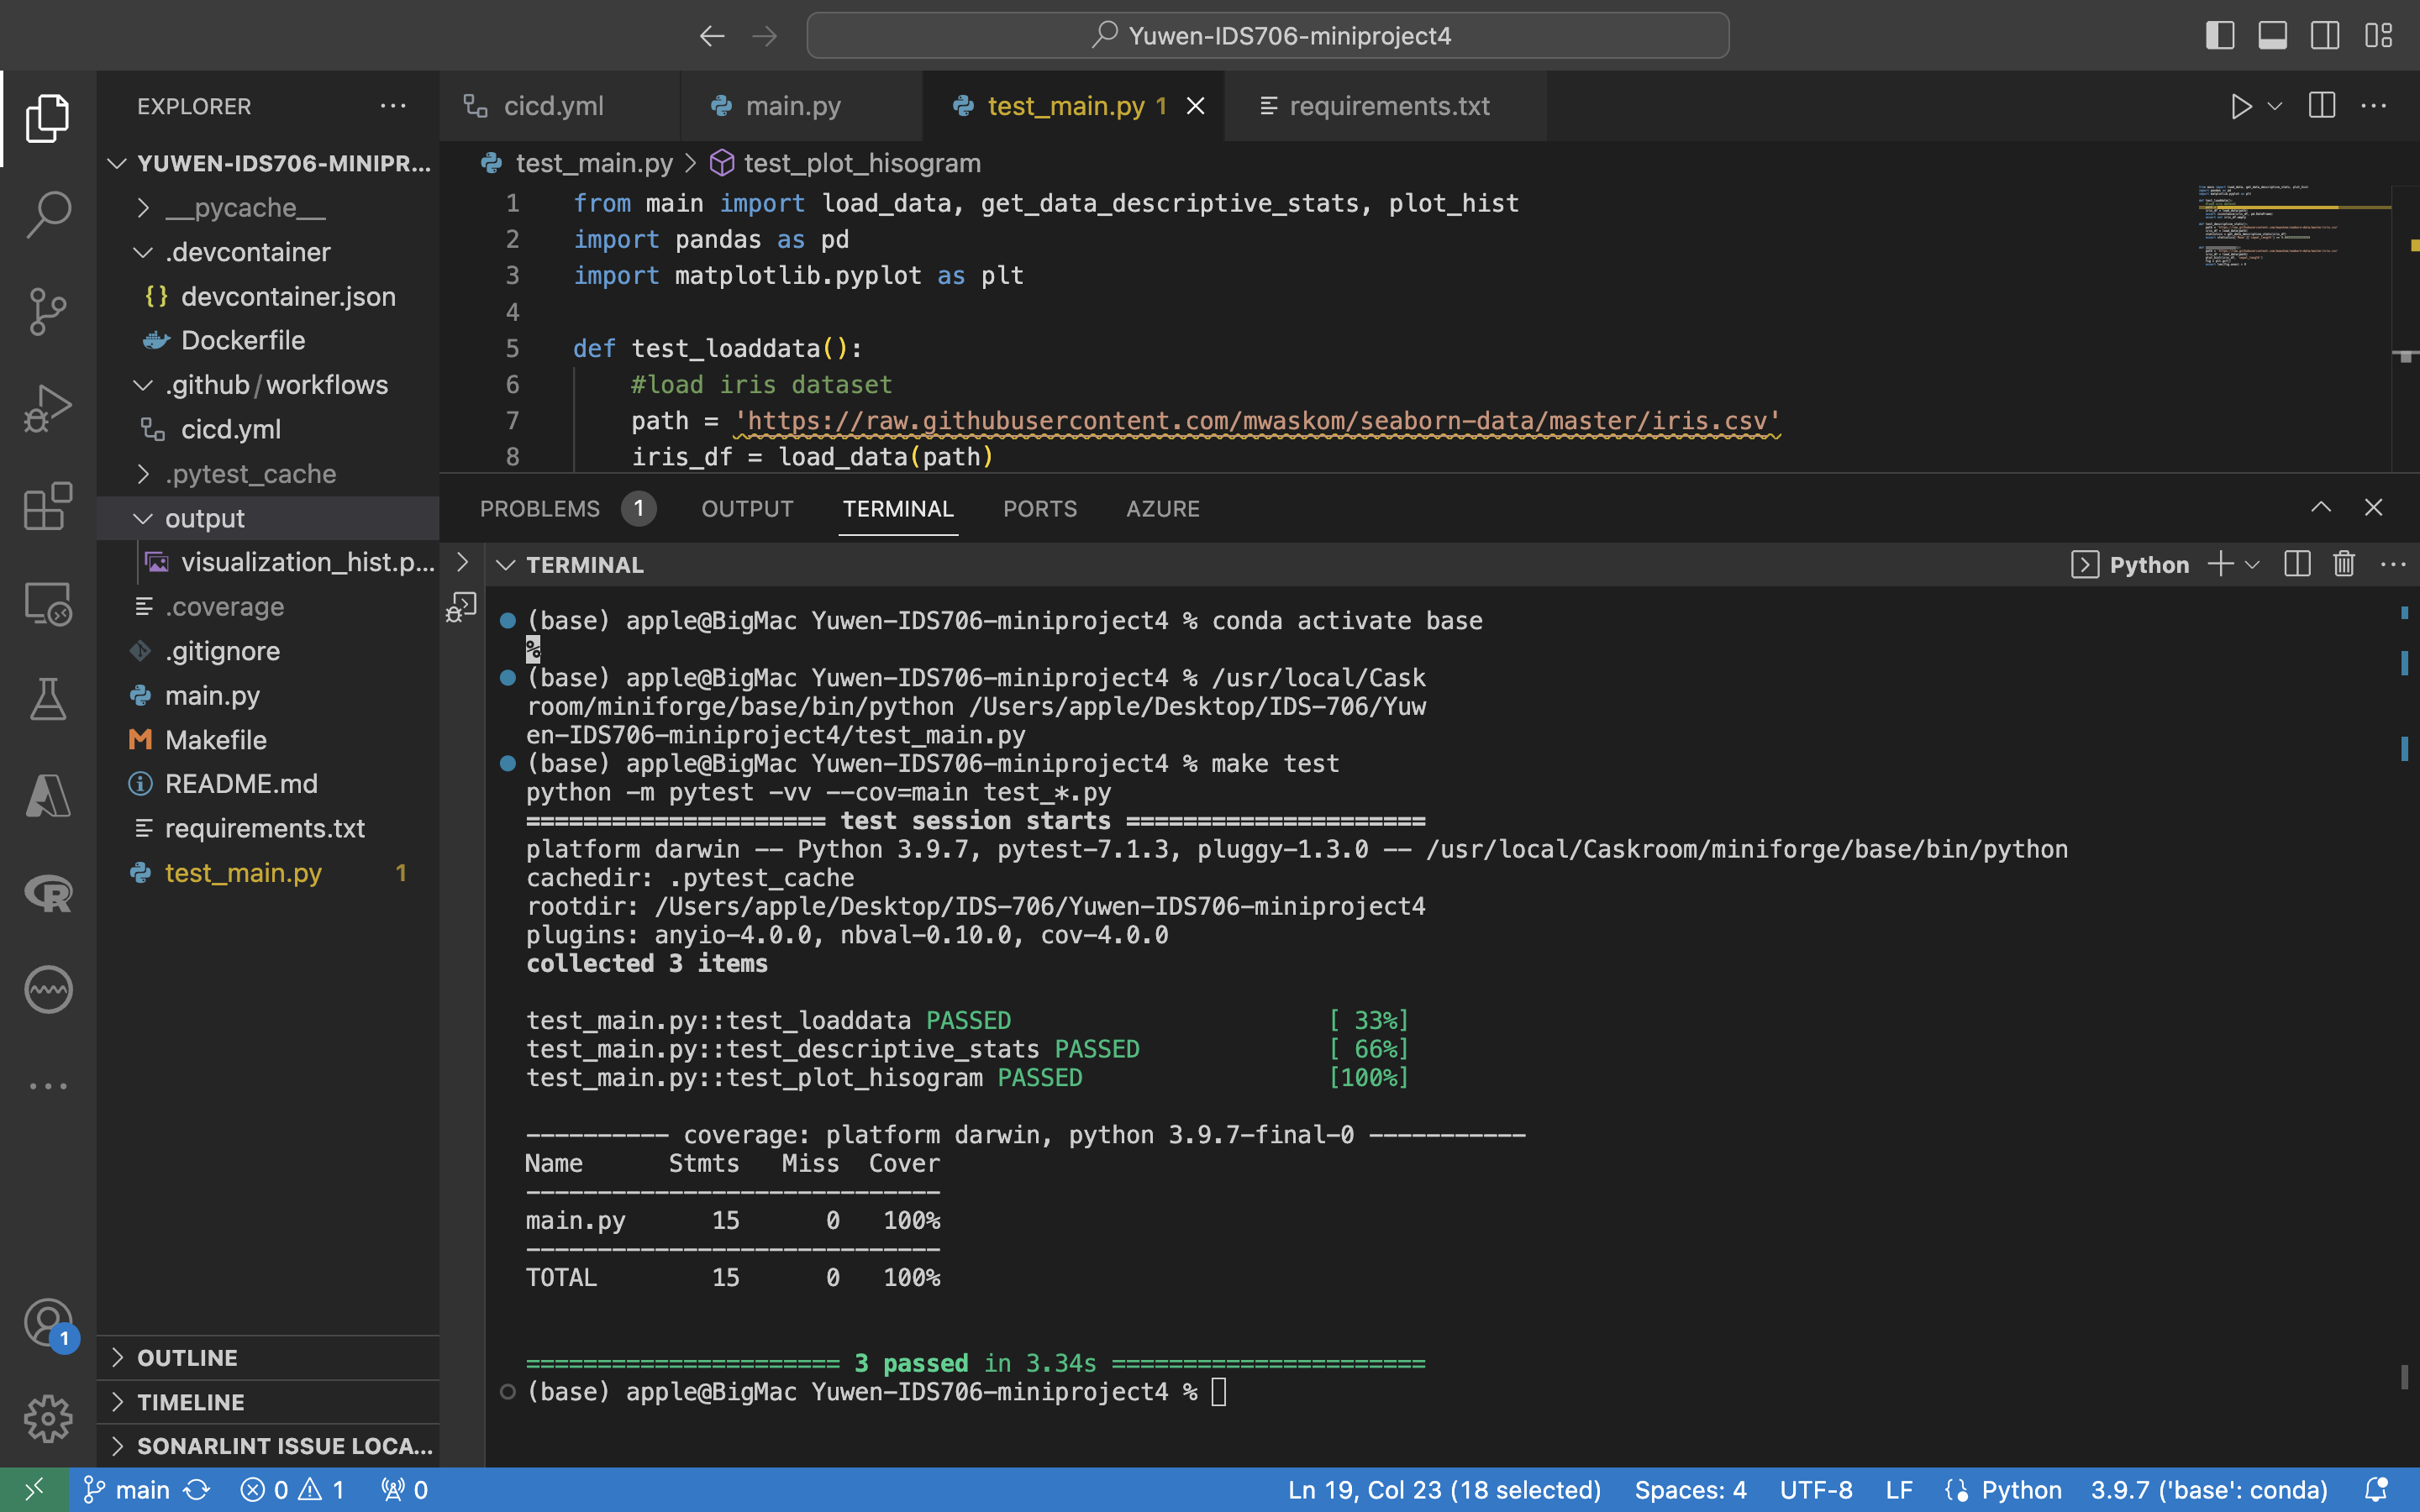 Yuwen-IDS706-miniproject4
EXPLORER
YUWEN-IDS706-MINIPR...
__pycache__
.devcontainer
devcontainer.json
Dockerfile
.github/workflows
cicd.yml
.pytest_cache
output
visualization_hist.p...
.coverage
.gitignore
main.py
Makefile
README.md
requirements.txt
test_main.py 1
OUTLINE
TIMELINE
SONARLINT ISSUE LOCA...
cicd.yml
main.py
test_main.py 1
requirements.txt
test_main.py > test_plot_hisogram
1 from main import load_data, get_data_descriptive_stats, plot_hist
2 import pandas as pd
3 import matplotlib.pyplot as plt
4
5 def test_loaddata():
6 #load iris dataset
7 path = 'https://raw.githubusercontent.com/mwaskom/seaborn-data/master/iris.csv'
8 iris_df = load_data(path)
PROBLEMS 1 OUTPUT TERMINAL PORTS AZURE
TERMINAL
Python
(base) apple@BigMac Yuwen-IDS706-miniproject4 % conda activate base
%
(base) apple@BigMac Yuwen-IDS706-miniproject4 % /usr/local/Cask
room/miniforge/base/bin/python /Users/apple/Desktop/IDS-706/Yuw
en-IDS706-miniproject4/test_main.py
(base) apple@BigMac Yuwen-IDS706-miniproject4 % make test
python -m pytest -vv --cov=main test_*.py
===================== test session starts =====================
platform darwin -- Python 3.9.7, pytest-7.1.3, pluggy-1.3.0 -- /usr/local/Caskroom/miniforge/base/bin/python
cachedir: .pytest_cache
rootdir: /Users/apple/Desktop/IDS-706/Yuwen-IDS706-miniproject4
plugins: anyio-4.0.0, nbval-0.10.0, cov-4.0.0
collected 3 items
test_main.py::test_loaddata PASSED [ 33%]
test_main.py::test_descriptive_stats PASSED [ 66%]
test_main.py::test_plot_hisogram PASSED [100%]
---------- coverage: platform darwin, python 3.9.7-final-0 -----------
Name Stmts Miss Cover
-----------------------------
main.py 15 0 100%
-----------------------------
TOTAL 15 0 100%
====================== 3 passed in 3.34s ======================
(base) apple@BigMac Yuwen-IDS706-miniproject4 %
1
main 0 1 0
Ln 19, Col 23 (18 selected) Spaces: 4 UTF-8 LF Python 3.9.7 ('base': conda)